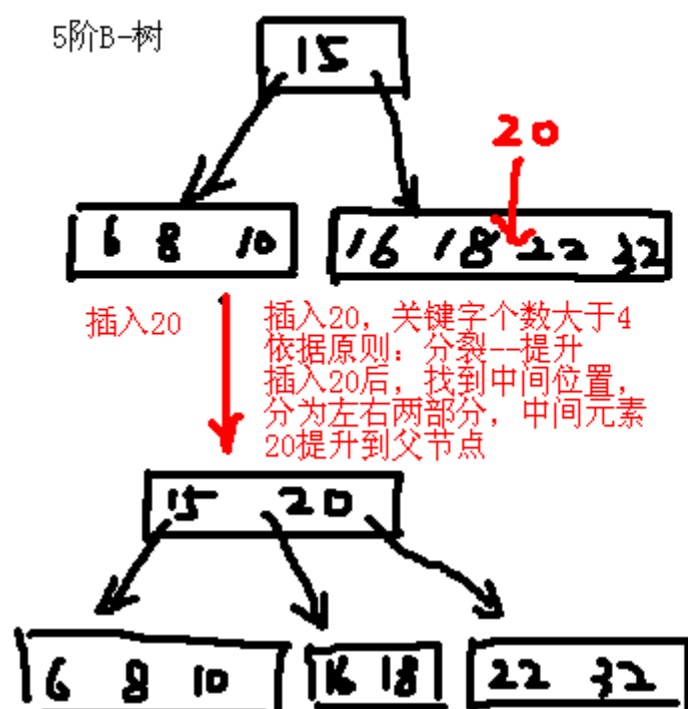 5阶B-树
15
20
6 8 10
16 18 22 32
插入20
插入20，关键字个数大于4
依据原则：分裂--提升
插入20后，找到中间位置，
分为左右两部分，中间元素
20提升到父节点
15 20
6 8 10
16 18
22 32